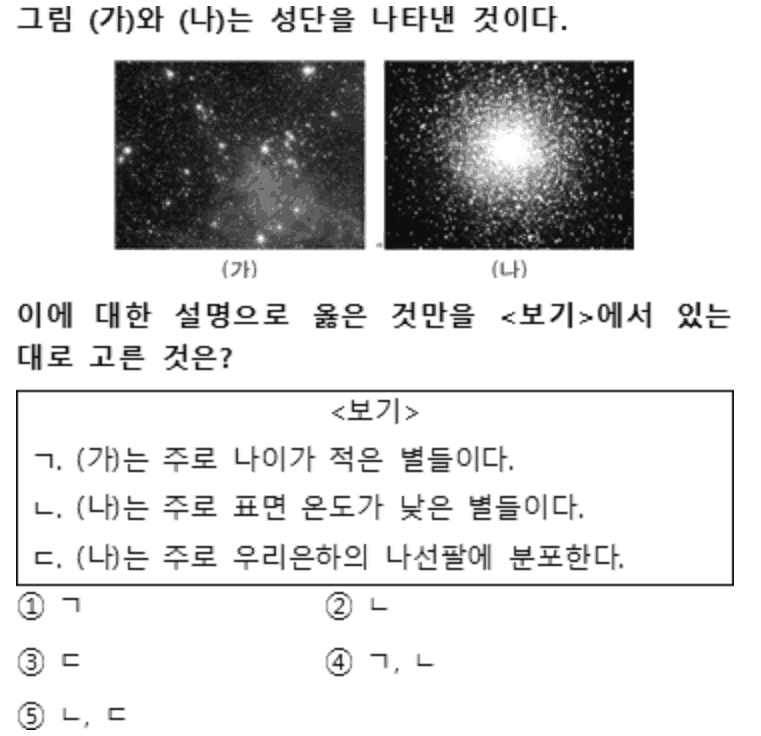 그림 (가)와 (나)는 성단을 나타낸 것이다.
(가)
(나)
이에 대한 설명으로 옳은 것만을 <보기>에서 있는
대로 고른 것은?
<보기>
ㄱ. (가)는 주로 나이가 적은 별들이다.
ㄴ. (나)는 주로 표면 온도가 낮은 별들이다.
ㄷ. (나)는 주로 우리은하의 나선팔에 분포한다.
① ㄱ ② ㄴ
③ ㄷ ④ ㄱ, ㄴ
⑤ ㄴ, ㄷ